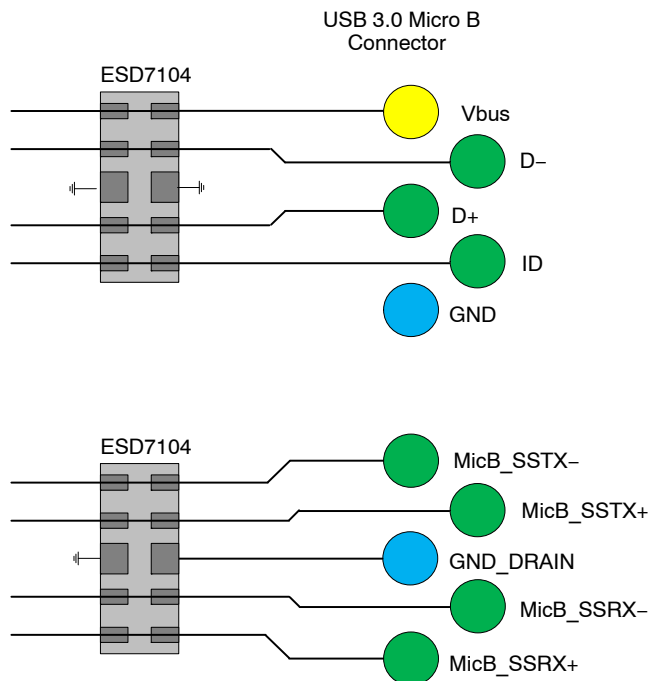 USB 3.0 Micro B
Connector
ESD7104
Vbus
D−
D+
ID
GND
ESD7104
MicB_SSTX−
MicB_SSTX+
GND_DRAIN
MicB_SSRX−
MicB_SSRX+